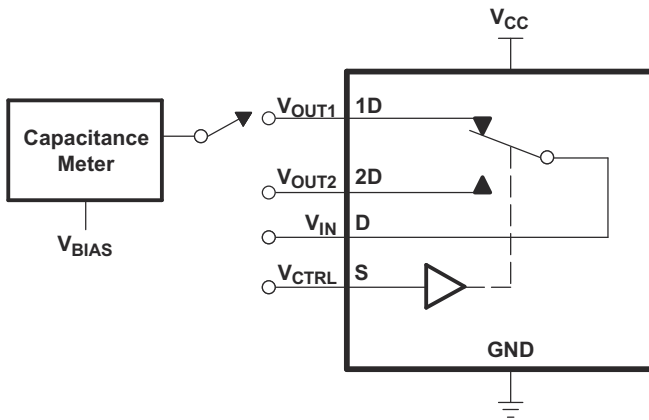 VCC
VOUT1 1D
Capacitance
Meter
VOUT2 2D
VIN D
VBIAS
VCTRL S
GND